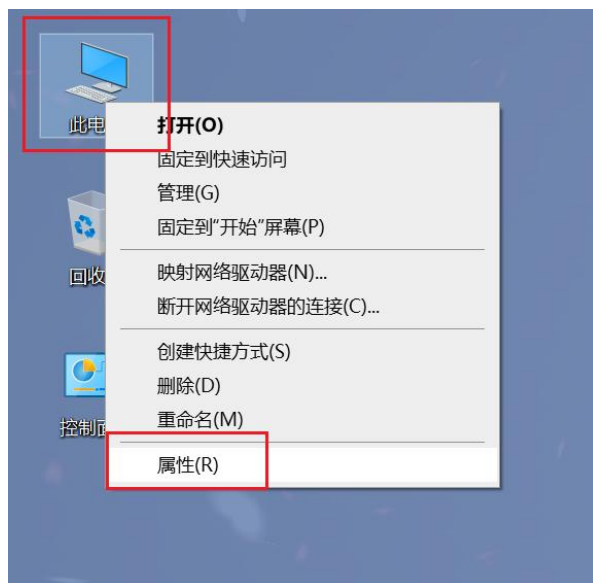 此电
打开(O)
固定到快速访问
管理(G)
固定到“开始”屏幕(P)
回收
映射网络驱动器(N)...
断开网络驱动器的连接(C)...
创建快捷方式(S)
删除(D)
重命名(M)
控制
属性(R)